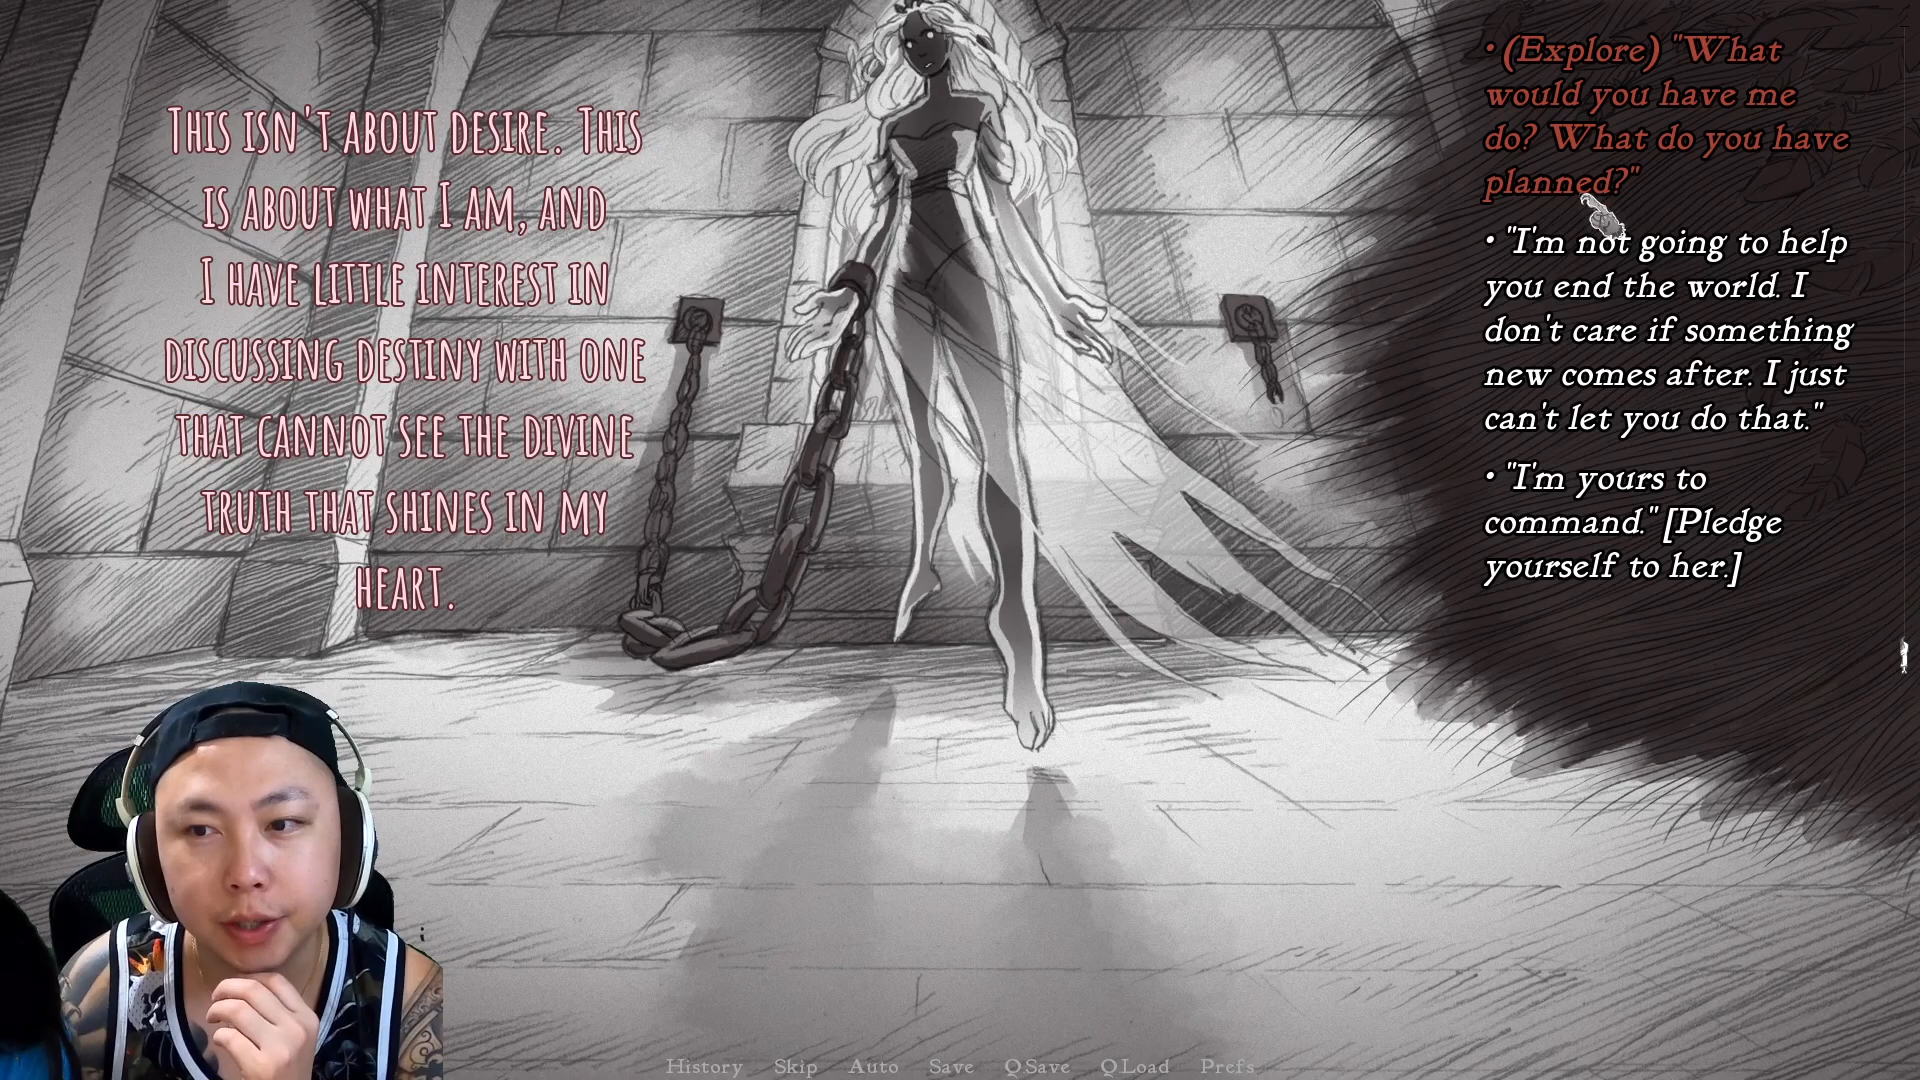 This isn't about desire. This
is about what I am, and
I have little interest in
discussing destiny with one
that cannot see the divine
truth that shines in my
heart.
• (Explore) "What
would you have me
do? What do you have
planned?"
• "I'm not going to help
you end the world. I
don't care if something
new comes after. I just
can't let you do that."
• "I'm yours to
command." [Pledge
yourself to her.]
History Skip Auto Save Q.Save Q.Load Prefs